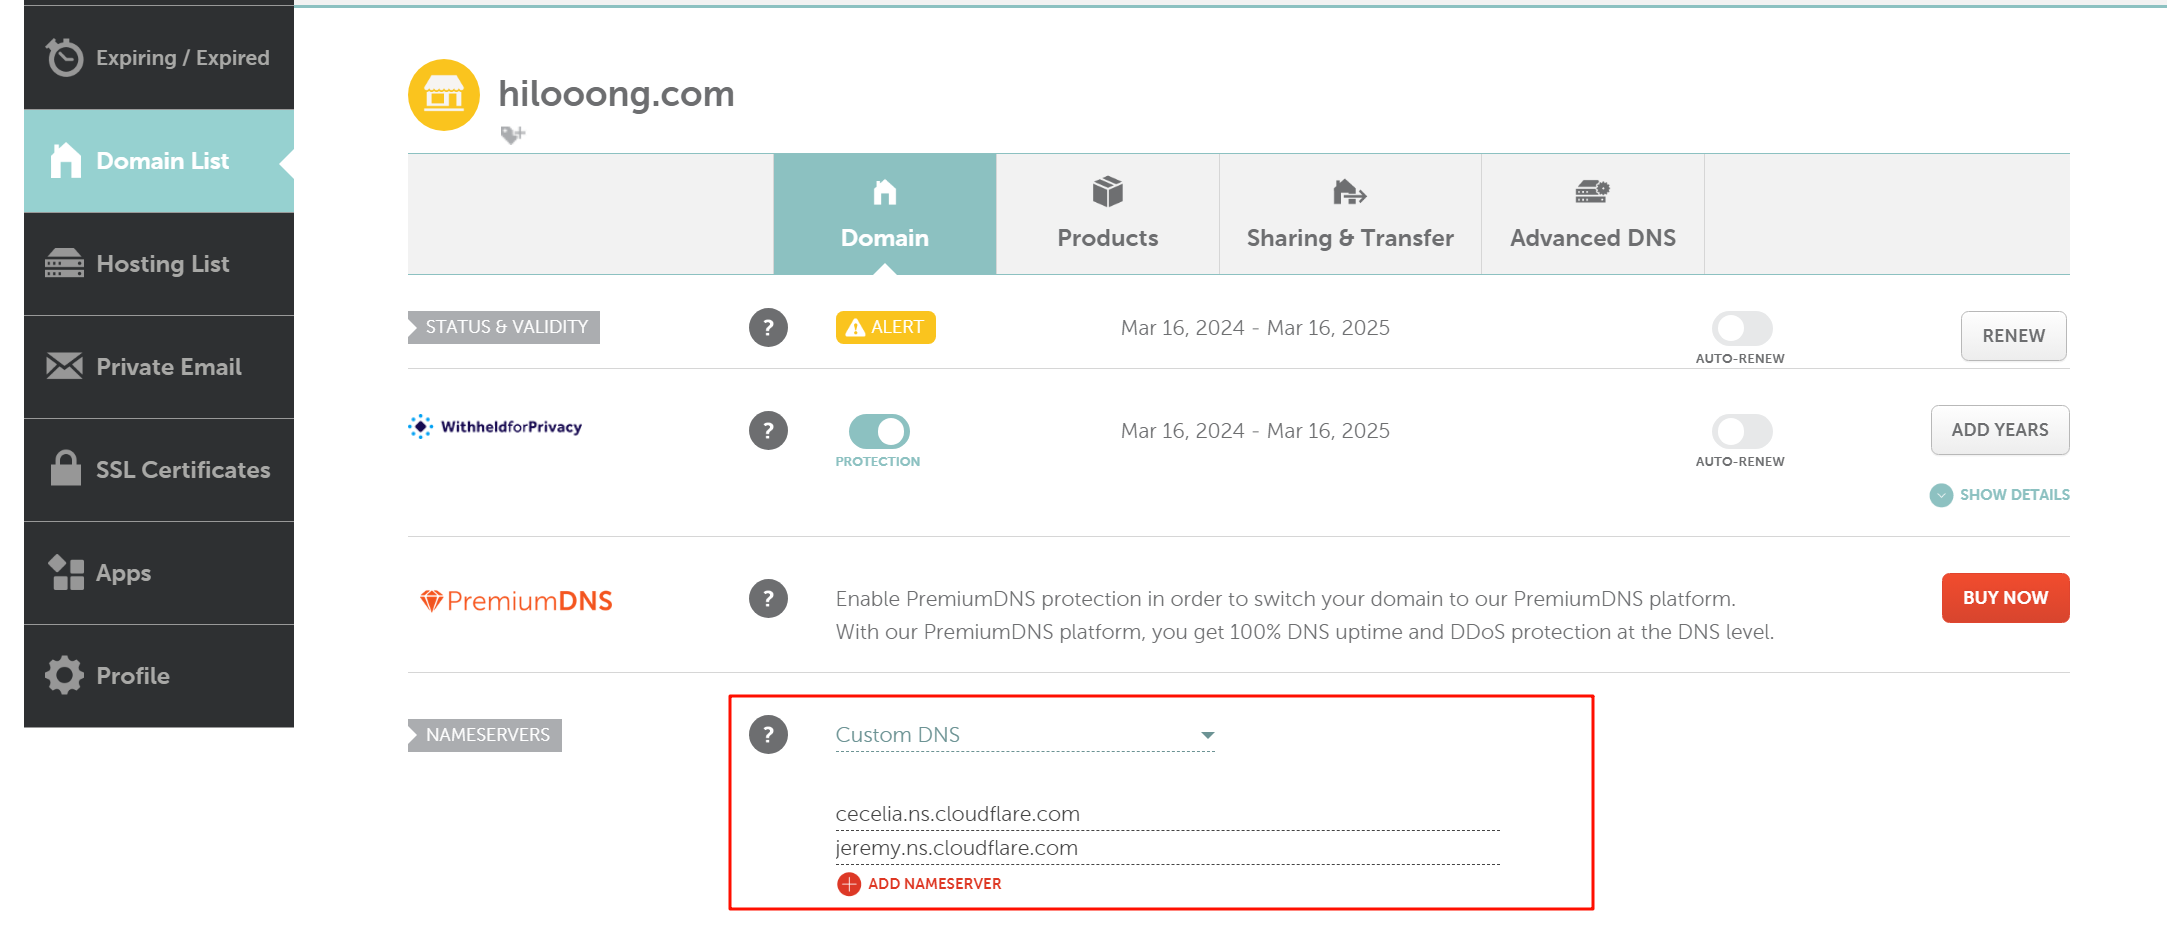 Expiring / Expired
Domain List
Hosting List
Private Email
SSL Certificates
Apps
Profile
hilooong.com
Domain
Products
Sharing & Transfer
Advanced DNS
STATUS & VALIDITY
?
ALERT
Mar 16, 2024 - Mar 16, 2025
AUTO-RENEW
RENEW
WithheldforPrivacy
?
PROTECTION
Mar 16, 2024 - Mar 16, 2025
AUTO-RENEW
ADD YEARS
SHOW DETAILS
PremiumDNS
?
Enable PremiumDNS protection in order to switch your domain to our PremiumDNS platform.
With our PremiumDNS platform, you get 100% DNS uptime and DDoS protection at the DNS level.
BUY NOW
NAMESERVERS
?
Custom DNS
cecelia.ns.cloudflare.com
jeremy.ns.cloudflare.com
ADD NAMESERVER